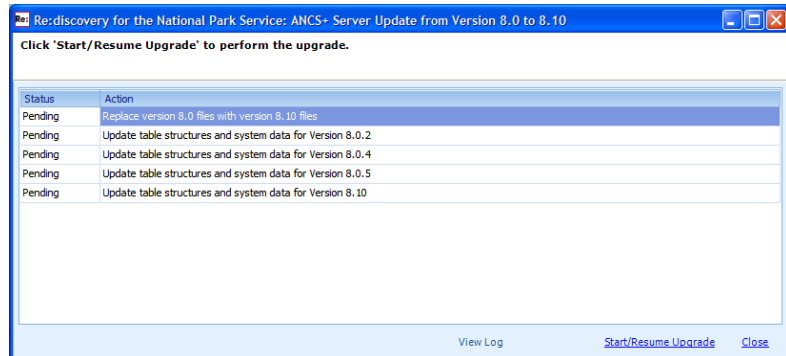 Re: Re:discovery for the National Park Service: ANCS+ Server Update from Version 8.0 to 8.10
Click 'Start/Resume Upgrade' to perform the upgrade.
Status Action
Pending Replace version 8.0 files with version 8.10 files
Pending Update table structures and system data for Version 8.0.2
Pending Update table structures and system data for Version 8.0.4
Pending Update table structures and system data for Version 8.0.5
Pending Update table structures and system data for Version 8.10
View Log Start/Resume Upgrade Close